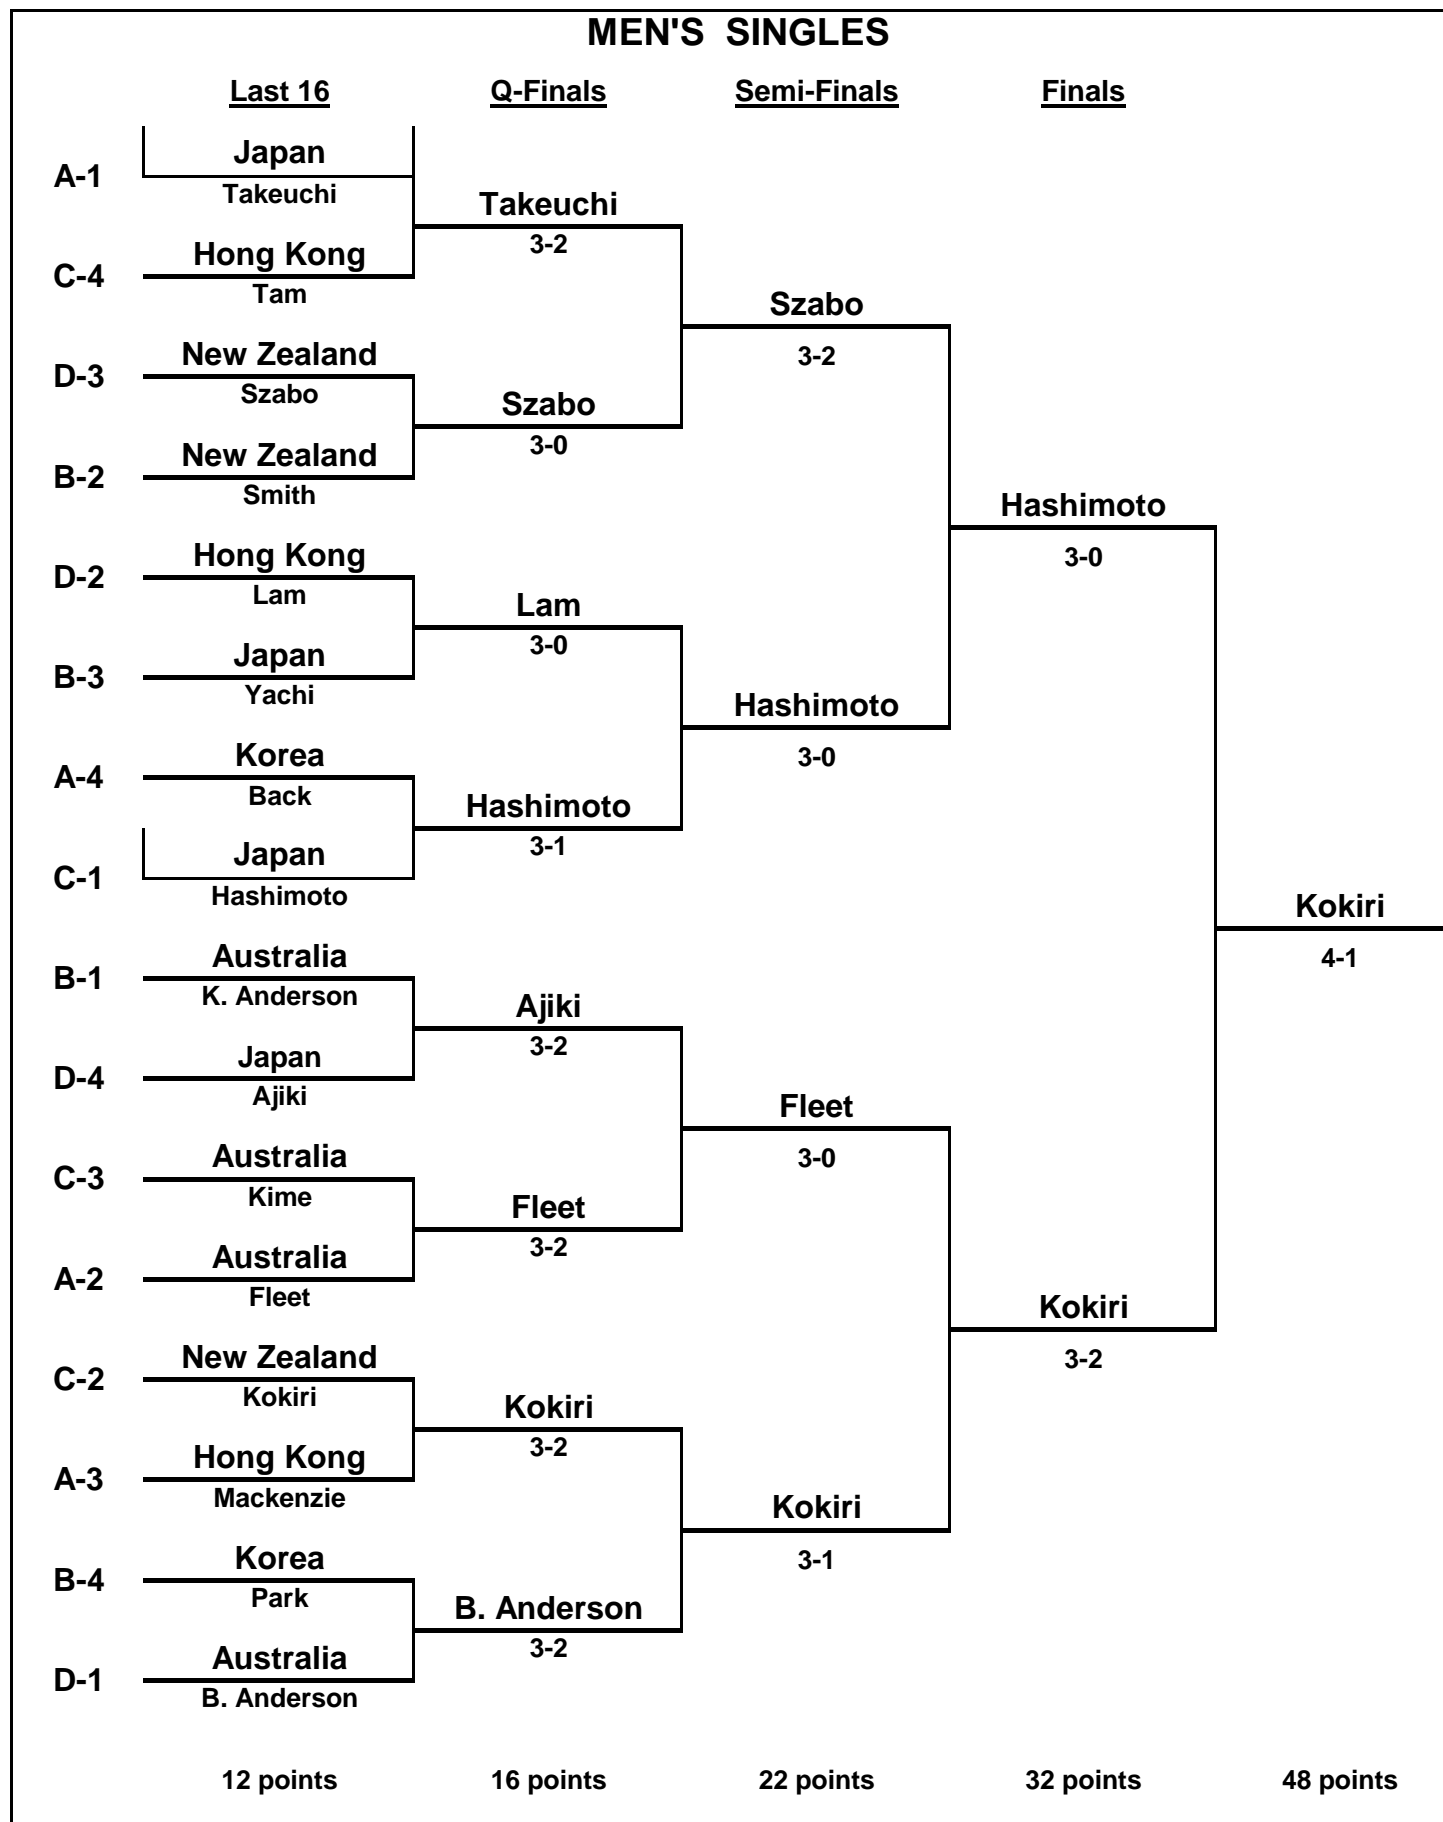 MEN'S SINGLES
Last 16 Q-Finals Semi-Finals Finals
Japan
A-1
Takeuchi
Takeuchi
3-2
Hong Kong
C-4
Tam
Szabo
3-2
New Zealand
D-3
Szabo
Szabo
3-0
New Zealand
B-2
Smith
Hashimoto
3-0
Hong Kong
D-2
Lam
Lam
3-0
Japan
B-3
Yachi
Hashimoto
3-0
Korea
A-4
Back
Hashimoto
3-1
Japan
C-1
Hashimoto
Kokiri
4-1
Australia
B-1
K. Anderson
Ajiki
3-2
Japan
D-4
Ajiki
Fleet
3-0
Australia
C-3
Kime
Fleet
3-2
Australia
A-2
Fleet
Kokiri
3-2
New Zealand
C-2
Kokiri
Kokiri
3-2
Hong Kong
A-3
Mackenzie
Kokiri
3-1
Korea
B-4
Park
B. Anderson
3-2
Australia
D-1
B. Anderson
12 points 16 points 22 points 32 points 48 points